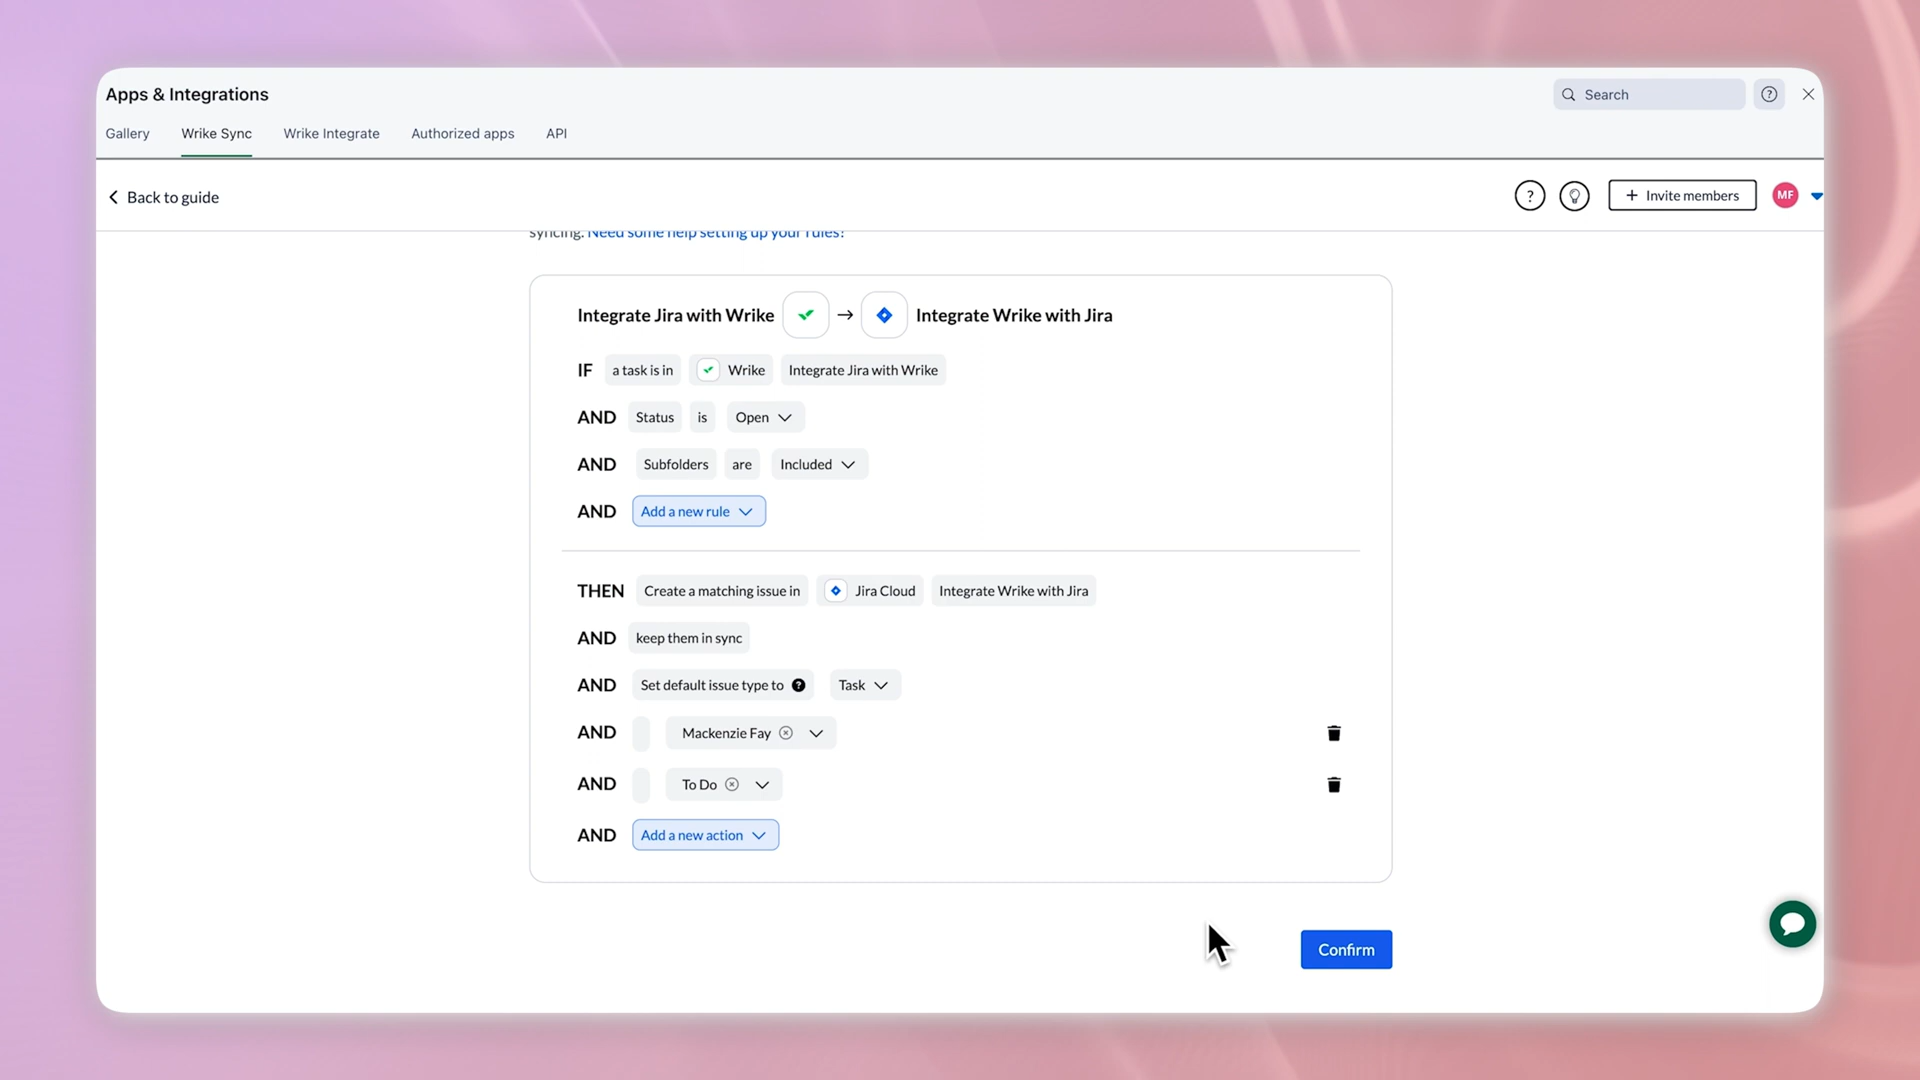 Apps & Integrations
Search
Gallery Wrike Sync Wrike Integrate Authorized apps API
Back to guide
? + Invite members MF
syncing. Need some help setting up your rules?
Integrate Jira with Wrike → Integrate Wrike with Jira
IF a task is in Wrike Integrate Jira with Wrike
AND Status is Open
AND Subfolders are Included
AND Add a new rule
THEN Create a matching issue in Jira Cloud Integrate Wrike with Jira
AND keep them in sync
AND Set default issue type to ? Task
AND Mackenzie Fay
AND To Do
AND Add a new action
Confirm